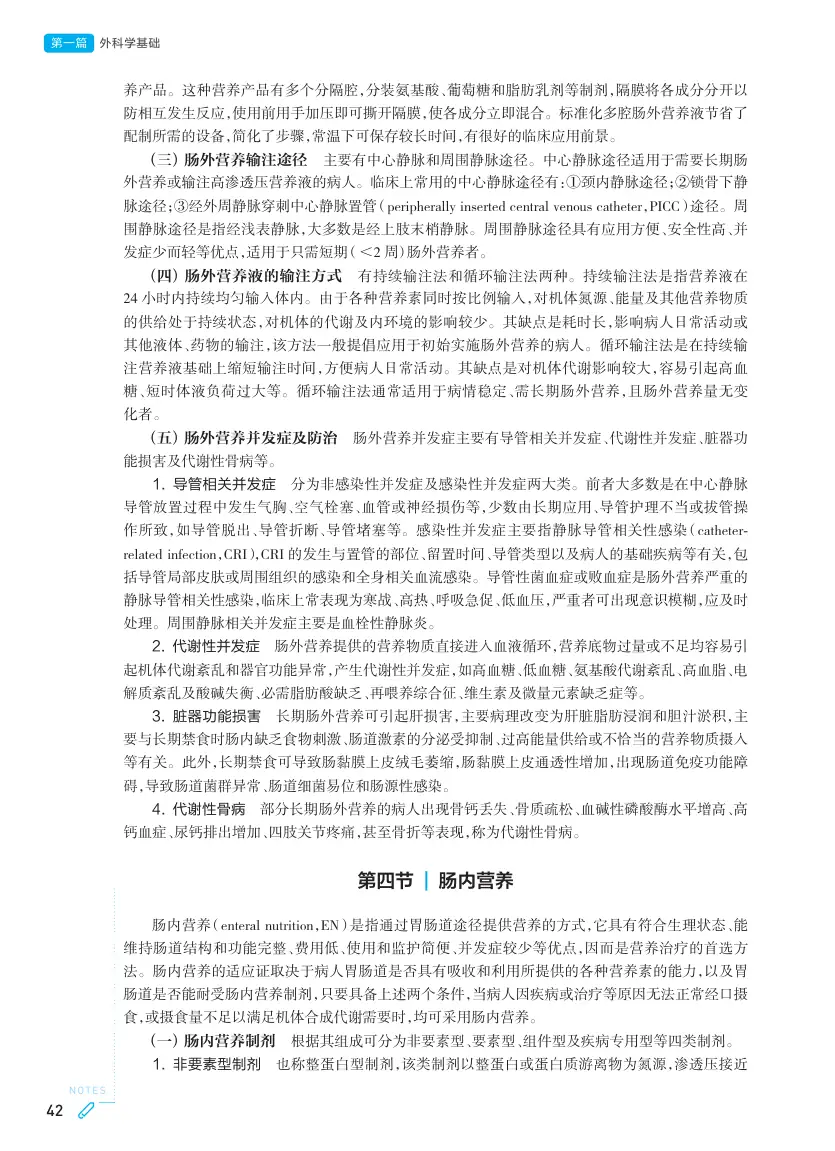 第一篇 外科学基础
养产品。这种营养产品有多个分隔腔，分装氨基酸、葡萄糖和脂肪乳剂等制剂，隔膜将各成分分开以
防相互发生反应，使用前用手加压即可撕开隔膜，使各成分立即混合。标准化多腔肠外营养液节省了
配制所需的设备，简化了步骤，常温下可保存较长时间，有很好的临床应用前景。
（三）肠外营养输注途径 主要有中心静脉和周围静脉途径。中心静脉途径适用于需要长期肠
外营养或输注高渗透压营养液的病人。临床上常用的中心静脉途径有：①颈内静脉途径；②锁骨下静
脉途径；③经外周静脉穿刺中心静脉置管（peripherally inserted central venous catheter，PICC）途径。周
围静脉途径是指经浅表静脉，大多数是经上肢末梢静脉。周围静脉途径具有应用方便、安全性高、并
发症少而轻等优点，适用于只需短期（＜2 周）肠外营养者。
（四）肠外营养液的输注方式 有持续输注法和循环输注法两种。持续输注法是指营养液在
24 小时内持续均匀输入体内。由于各种营养素同时按比例输入，对机体氮源、能量及其他营养物质
的供给处于持续状态，对机体的代谢及内环境的影响较少。其缺点是耗时长，影响病人日常活动或
其他液体、药物的输注，该方法一般提倡应用于初始实施肠外营养的病人。循环输注法是在持续输
注营养液基础上缩短输注时间，方便病人日常活动。其缺点是对机体代谢影响较大，容易引起高血
糖、短时体液负荷过大等。循环输注法通常适用于病情稳定、需长期肠外营养，且肠外营养量无变
化者。
（五）肠外营养并发症及防治 肠外营养并发症主要有导管相关并发症、代谢性并发症、脏器功
能损害及代谢性骨病等。
1. 导管相关并发症 分为非感染性并发症及感染性并发症两大类。前者大多数是在中心静脉
导管放置过程中发生气胸、空气栓塞、血管或神经损伤等，少数由长期应用、导管护理不当或拔管操
作所致，如导管脱出、导管折断、导管堵塞等。感染性并发症主要指静脉导管相关性感染（catheter-
related infection，CRI），CRI 的发生与置管的部位、留置时间、导管类型以及病人的基础疾病等有关，包
括导管局部皮肤或周围组织的感染和全身相关血流感染。导管性菌血症或败血症是肠外营养严重的
静脉导管相关性感染，临床上常表现为寒战、高热、呼吸急促、低血压，严重者可出现意识模糊，应及时
处理。周围静脉相关并发症主要是血栓性静脉炎。
2. 代谢性并发症 肠外营养提供的营养物质直接进入血液循环，营养底物过量或不足均容易引
起机体代谢紊乱和器官功能异常，产生代谢性并发症，如高血糖、低血糖、氨基酸代谢紊乱、高血脂、电
解质紊乱及酸碱失衡、必需脂肪酸缺乏、再喂养综合征、维生素及微量元素缺乏症等。
3. 脏器功能损害 长期肠外营养可引起肝损害，主要病理改变为肝脏脂肪浸润和胆汁淤积，主
要与长期禁食时肠内缺乏食物刺激、肠道激素的分泌受抑制、过高能量供给或不恰当的营养物质摄入
等有关。此外，长期禁食可导致肠黏膜上皮绒毛萎缩，肠黏膜上皮通透性增加，出现肠道免疫功能障
碍，导致肠道菌群异常、肠道细菌易位和肠源性感染。
4. 代谢性骨病 部分长期肠外营养的病人出现骨钙丢失、骨质疏松、血碱性磷酸酶水平增高、高
钙血症、尿钙排出增加、四肢关节疼痛，甚至骨折等表现，称为代谢性骨病。
第四节｜肠内营养
肠内营养（enteral nutrition，EN）是指通过胃肠道途径提供营养的方式，它具有符合生理状态、能
维持肠道结构和功能完整、费用低、使用和监护简便、并发症较少等优点，因而是营养治疗的首选方
法。肠内营养的适应证取决于病人胃肠道是否具有吸收和利用所提供的各种营养素的能力，以及胃
肠道是否能耐受肠内营养制剂，只要具备上述两个条件，当病人因疾病或治疗等原因无法正常经口摄
食，或摄食量不足以满足机体合成代谢需要时，均可采用肠内营养。
（一）肠内营养制剂 根据其组成可分为非要素型、要素型、组件型及疾病专用型等四类制剂。
1. 非要素型制剂 也称整蛋白型制剂，该类制剂以整蛋白或蛋白质游离物为氮源，渗透压接近
NOTES
42